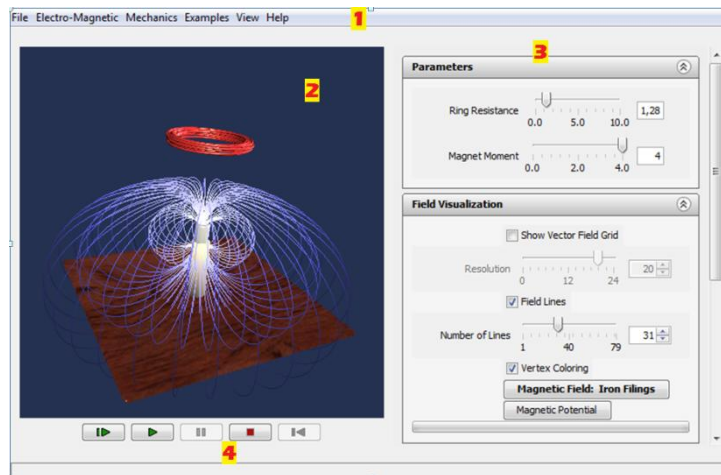 File Electro-Magnetic Mechanics Examples View Help
1
2
3
Parameters
Ring Resistance
1,28
0.0 5.0 10.0
Magnet Moment
4
0.0 2.0 4.0
Field Visualization
Show Vector Field Grid
Resolution
20
0 12 24
Field Lines
Number of Lines
31
1 40 79
Vertex Coloring
Magnetic Field: Iron Filings
Magnetic Potential
4